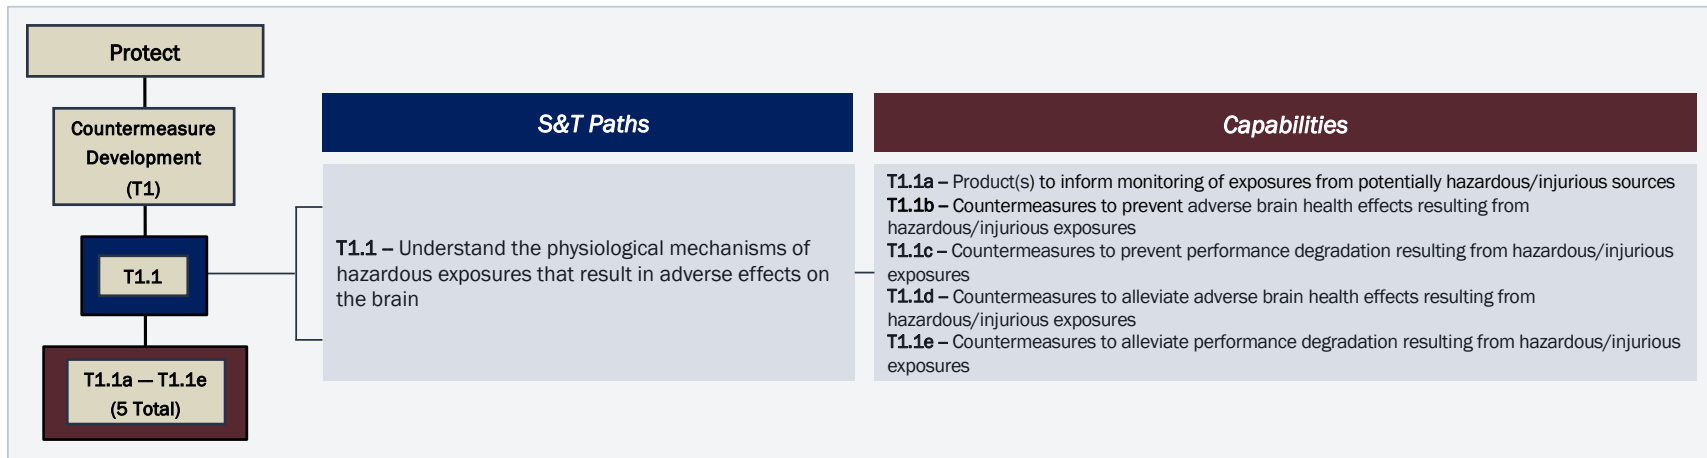 Protect
Countermeasure
Development
(T1)
T1.1
T1.1a — T1.1e
(5 Total)
S&T Paths
T1.1 – Understand the physiological mechanisms of
hazardous exposures that result in adverse effects on
the brain
Capabilities
T1.1a – Product(s) to inform monitoring of exposures from potentially hazardous/injurious sources
T1.1b – Countermeasures to prevent adverse brain health effects resulting from
hazardous/injurious exposures
T1.1c – Countermeasures to prevent performance degradation resulting from hazardous/injurious
exposures
T1.1d – Countermeasures to alleviate adverse brain health effects resulting from
hazardous/injurious exposures
T1.1e – Countermeasures to alleviate performance degradation resulting from hazardous/injurious
exposures